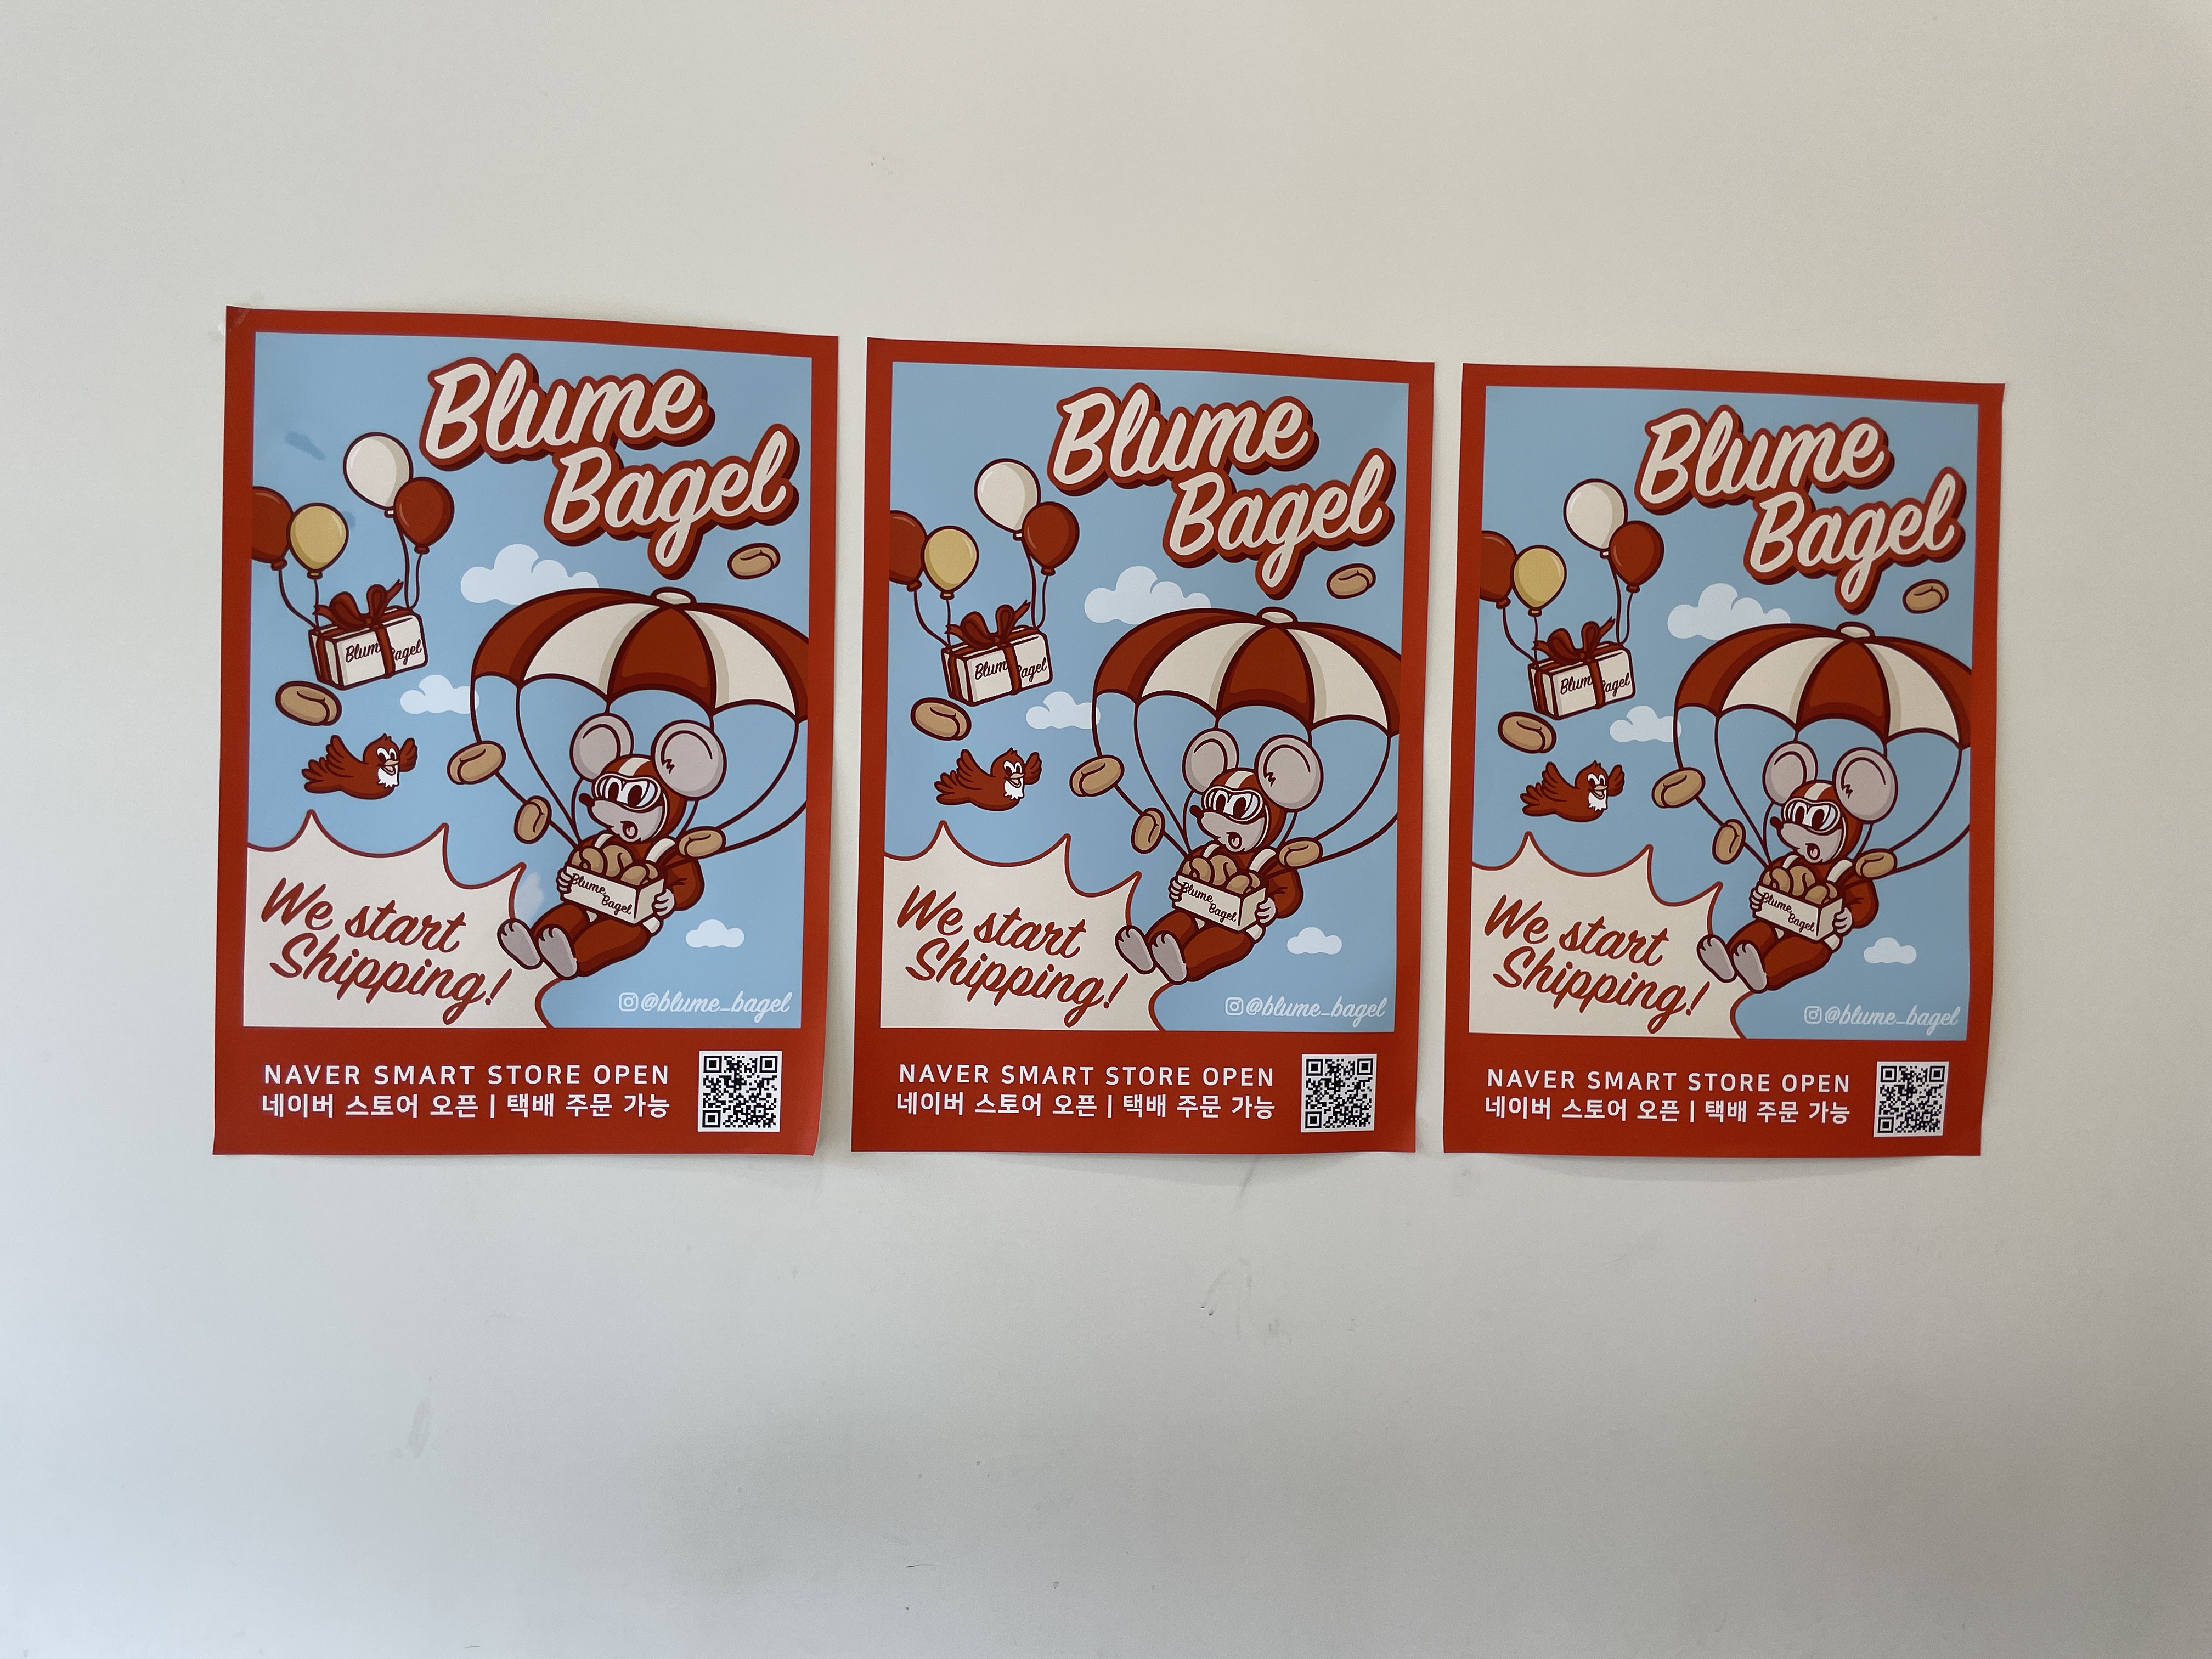 Blume
Bagel
Blume Bagel
Blume
Bagel
We start
Shipping!
@blume_bagel
NAVER SMART STORE OPEN
네이버 스토어 오픈 | 택배 주문 가능
Blume
Bagel
Blume Bagel
Blume
Bagel
We start
Shipping!
@blume_bagel
NAVER SMART STORE OPEN
네이버 스토어 오픈 | 택배 주문 가능
Blume
Bagel
Blume Bagel
Blume
Bagel
We start
Shipping!
@blume_bagel
NAVER SMART STORE OPEN
네이버 스토어 오픈 | 택배 주문 가능